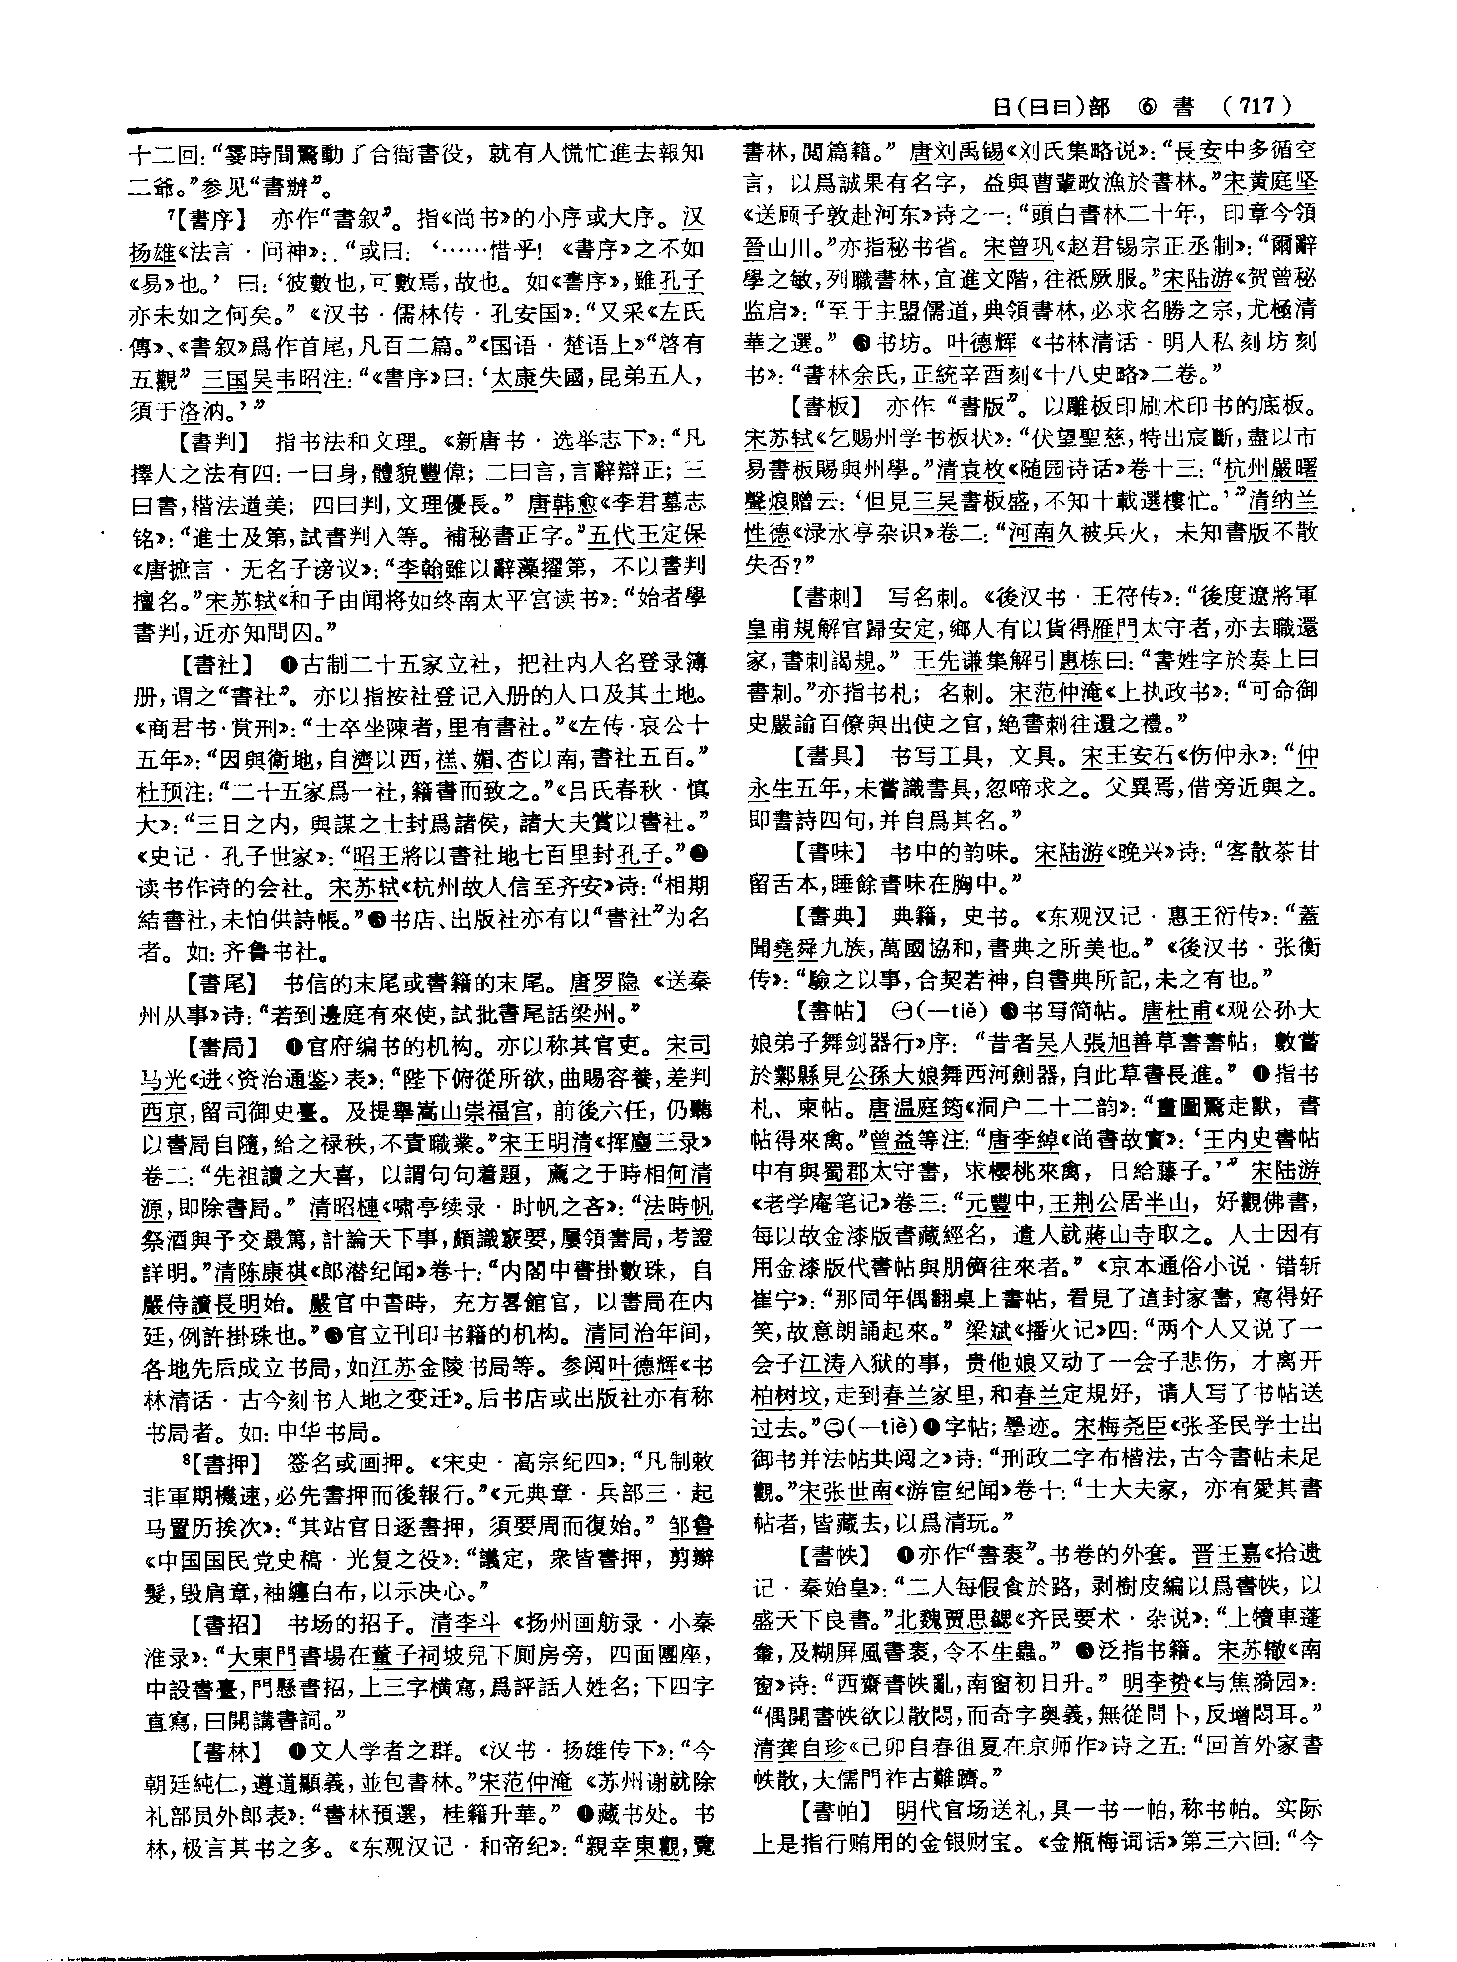 日(日曰)部 ⑥ 書 (717)
十二回：“霎時間驚動了合衙書役，就有人慌忙進去報知
二爺。”参见“書辦”。
⁷【書序】 亦作“書叙”。指《尚书》的小序或大序。汉
扬雄《法言·问神》：“或曰：‘……惜乎！《書序》之不如
《易》也。’曰：‘彼數也，可數焉，故也。如《書序》，雖孔子
亦未如之何矣。”《汉书·儒林传·孔安国》：“又采《左氏
傳》、《書叙》爲作首尾，凡百二篇。”《国语·楚语上》“啓有
五觀” 三国吴韦昭注：“《書序》曰：‘太康失國，昆弟五人，
須于洛汭。’”
【書判】 指书法和文理。《新唐书·选举志下》：“凡
擇人之法有四：一曰身，體貌豐偉；二曰言，言辭辯正；三
曰書，楷法遒美；四曰判，文理優長。” 唐韩愈《李君墓志
铭》：“進士及第，試書判入等。補秘書正字。”五代王定保
《唐摭言·无名子谤议》：“李翰雖以辭藻擢第，不以書判
擅名。”宋苏轼《和子由闻将如终南太平宫读书》：“始者學
書判，近亦知問囚。”
【書社】 ❶古制二十五家立社，把社内人名登录簿
册，谓之“書社”。亦以指按社登记入册的人口及其土地。
《商君书·赏刑》：“士卒坐陳者，里有書社。”《左传·哀公十
五年》：“因與衛地，自濟以西，禚、媚、杏以南，書社五百。”
杜预注：“二十五家爲一社，籍書而致之。”《吕氏春秋·慎
大》：“三日之内，與謀之士封爲諸侯，諸大夫賞以書社。”
《史记·孔子世家》：“昭王將以書社地七百里封孔子。”❷
读书作诗的会社。宋苏轼《杭州故人信至齐安》诗：“相期
結書社，未怕供詩帳。”❸书店、出版社亦有以“書社”为名
者。如：齐鲁书社。
【書尾】 书信的末尾或書籍的末尾。唐罗隐《送秦
州从事》诗：“若到邊庭有來使，試批書尾話梁州。”
【書局】 ❶官府编书的机构。亦以称其官吏。宋司
马光《进〈资治通鉴〉表》：“陛下俯從所欲，曲賜容養，差判
西京，留司御史臺。及提舉嵩山崇福宫，前後六任，仍聽
以書局自隨，給之禄秩，不責職業。”宋王明清《挥麈三录》
卷二：“先祖讀之大喜，以謂句句着題，薦之于時相何清
源，即除書局。” 清昭槤《啸亭续录·时帆之吝》：“法時帆
祭酒與予交最篤，計論天下事，頗識窾要，屢領書局，考證
詳明。”清陈康祺《郎潜纪闻》卷十：“内閣中書掛數珠，自
嚴侍讀長明始。嚴官中書時，充方畧館官，以書局在内
廷，例許掛珠也。”❷官立刊印书籍的机构。清同治年间，
各地先后成立书局，如江苏金陵书局等。参阅叶德辉《书
林清话·古今刻书人地之变迁》。后书店或出版社亦有称
书局者。如：中华书局。
⁸【書押】 签名或画押。《宋史·高宗纪四》：“凡制敕
非軍期機速，必先書押而後報行。”《元典章·兵部三·起
马置历挨次》：“其站官日逐書押，須要周而復始。” 邹鲁
《中国国民党史稿·光复之役》：“議定，衆皆書押，剪辮
髮，毁肩章，袖纏白布，以示决心。”
【書招】 书场的招子。清李斗《扬州画舫录·小秦
淮录》：“大東門書場在董子祠坡兒下厠房旁，四面團座，
中設書臺，門懸書招，上三字横寫，爲評話人姓名；下四字
直寫，曰開講書詞。”
【書林】 ❶文人学者之群。《汉书·扬雄传下》：“今
朝廷純仁，遵道顯義，並包書林。”宋范仲淹《苏州谢就除
礼部员外郎表》：“書林預選，桂籍升華。” ❷藏书处。书
林，极言其书之多。《东观汉记·和帝纪》：“親幸東觀，覽
書林，閲篇籍。” 唐刘禹锡《刘氏集略说》：“長安中多循空
言，以爲誠果有名字，益與曹輩畋漁於書林。”宋黄庭坚
《送顾子敦赴河东》诗之一：“頭白書林二十年，印章今領
晉山川。”亦指秘书省。宋曾巩《赵君锡宗正丞制》：“爾辭
學之敏，列職書林，宜進文階，往祗厥服。”宋陆游《贺曾秘
监启》：“至于主盟儒道，典領書林，必求名勝之宗，尤極清
華之選。” ❸书坊。叶德辉《书林清话·明人私刻坊刻
书》：“書林余氏，正統辛酉刻《十八史略》二卷。”
【書板】 亦作“書版”。以雕板印刷术印书的底板。
宋苏轼《乞赐州学书板状》：“伏望聖慈，特出宸斷，盡以市
易書板賜與州學。”清袁枚《随园诗话》卷十三：“杭州嚴曙
聲烺贈云：‘但見三吴書板盛，不知十載選樓忙。’”清纳兰
性德《渌水亭杂识》卷二：“河南久被兵火，未知書版不散
失否？”
【書刺】 写名刺。《後汉书·王符传》：“後度遼將軍
皇甫規解官歸安定，鄉人有以貨得雁門太守者，亦去職還
家，書刺謁規。” 王先谦集解引惠栋曰：“書姓字於奏上曰
書刺。”亦指书札；名刺。宋范仲淹《上执政书》：“可命御
史嚴諭百僚與出使之官，絶書刺往還之禮。”
【書具】 书写工具，文具。宋王安石《伤仲永》：“仲
永生五年，未嘗識書具，忽啼求之。父異焉，借旁近與之。
即書詩四句，并自爲其名。”
【書味】 书中的韵味。宋陆游《晚兴》诗：“客散茶甘
留舌本，睡餘書味在胸中。”
【書典】 典籍，史书。《东观汉记·惠王衍传》：“蓋
聞堯舜九族，萬國協和，書典之所美也。” 《後汉书·张衡
传》：“驗之以事，合契若神，自書典所記，未之有也。”
【書帖】 ㊀(—tiě) ❶书写简帖。唐杜甫《观公孙大
娘弟子舞剑器行》序：“昔者吴人張旭善草書書帖，數嘗
於鄴縣見公孫大娘舞西河劍器，自此草書長進。” ❷指书
札、柬帖。唐温庭筠《洞户二十二韵》：“畫圖驚走獸，書
帖得來禽。”曾益等注：“唐李綽《尚書故實》：‘王内史書帖
中有與蜀郡太守書，求櫻桃來禽，日給藤子。’” 宋陆游
《老学庵笔记》卷三：“元豐中，王荆公居半山，好觀佛書，
每以故金漆版書藏經名，遣人就蔣山寺取之。人士因有
用金漆版代書帖與朋儕往來者。” 《京本通俗小说·错斩
崔宁》：“那同年偶翻桌上書帖，看見了這封家書，寫得好
笑，故意朗誦起來。” 梁斌《播火记》四：“两个人又说了一
会子江涛入狱的事，贵他娘又动了一会子悲伤，才离开
柏树坟，走到春兰家里，和春兰定规好，请人写了书帖送
过去。”㊁(—tiè)❶字帖；墨迹。宋梅尧臣《张圣民学士出
御书并法帖共阅之》诗：“刑政二字布楷法，古今書帖未足
觀。”宋张世南《游宦纪闻》卷十：“士大夫家，亦有愛其書
帖者，皆藏去，以爲清玩。”
【書帙】 ❶亦作“書袠”。书卷的外套。晋王嘉《拾遗
记·秦始皇》：“二人每假食於路，剥樹皮編以爲書帙，以
盛天下良書。”北魏贾思勰《齐民要术·杂说》：“上犢車蓬
軬，及糊屏風書袠，令不生蟲。” ❷泛指书籍。宋苏辙《南
窗》诗：“西齋書帙亂，南窗初日升。” 明李贽《与焦漪园》：
“偶開書帙欲以散悶，而奇字奥義，無從問卜，反增悶耳。”
清龚自珍《己卯自春徂夏在京师作》诗之五：“回首外家書
帙散，大儒門祚古難躋。”
【書帕】 明代官场送礼，具一书一帕，称书帕。实际
上是指行贿用的金银财宝。《金瓶梅词话》第三六回：“今